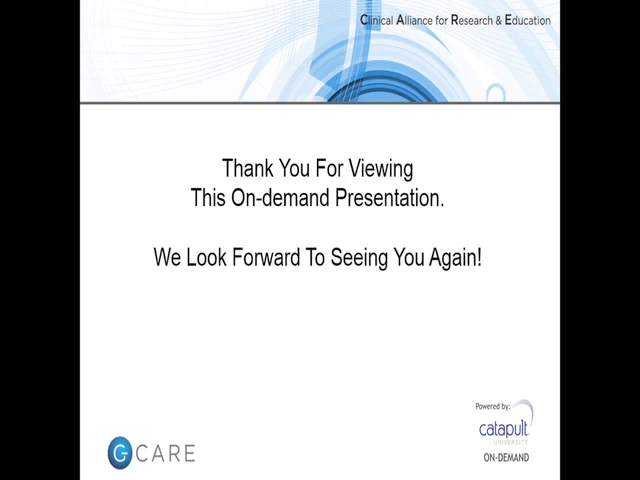 Clinical Alliance for Research & Education
Thank You For Viewing
This On-demand Presentation.
We Look Forward To Seeing You Again!
Powered by:
catapult
UNIVERSITY
ON-DEMAND
G CARE